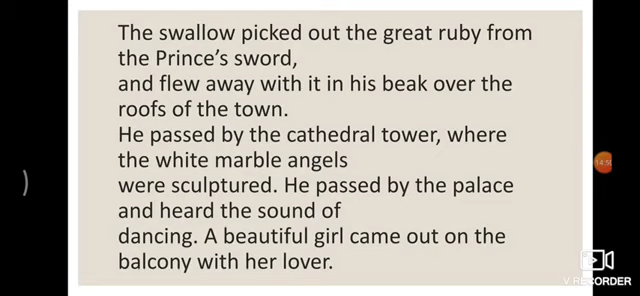 The swallow picked out the great ruby from
the Prince's sword,
and flew away with it in his beak over the
roofs of the town.
He passed by the cathedral tower, where
the white marble angels
were sculptured. He passed by the palace
and heard the sound of
dancing. A beautiful girl came out on the
balcony with her lover.
14:50
V RECORDER